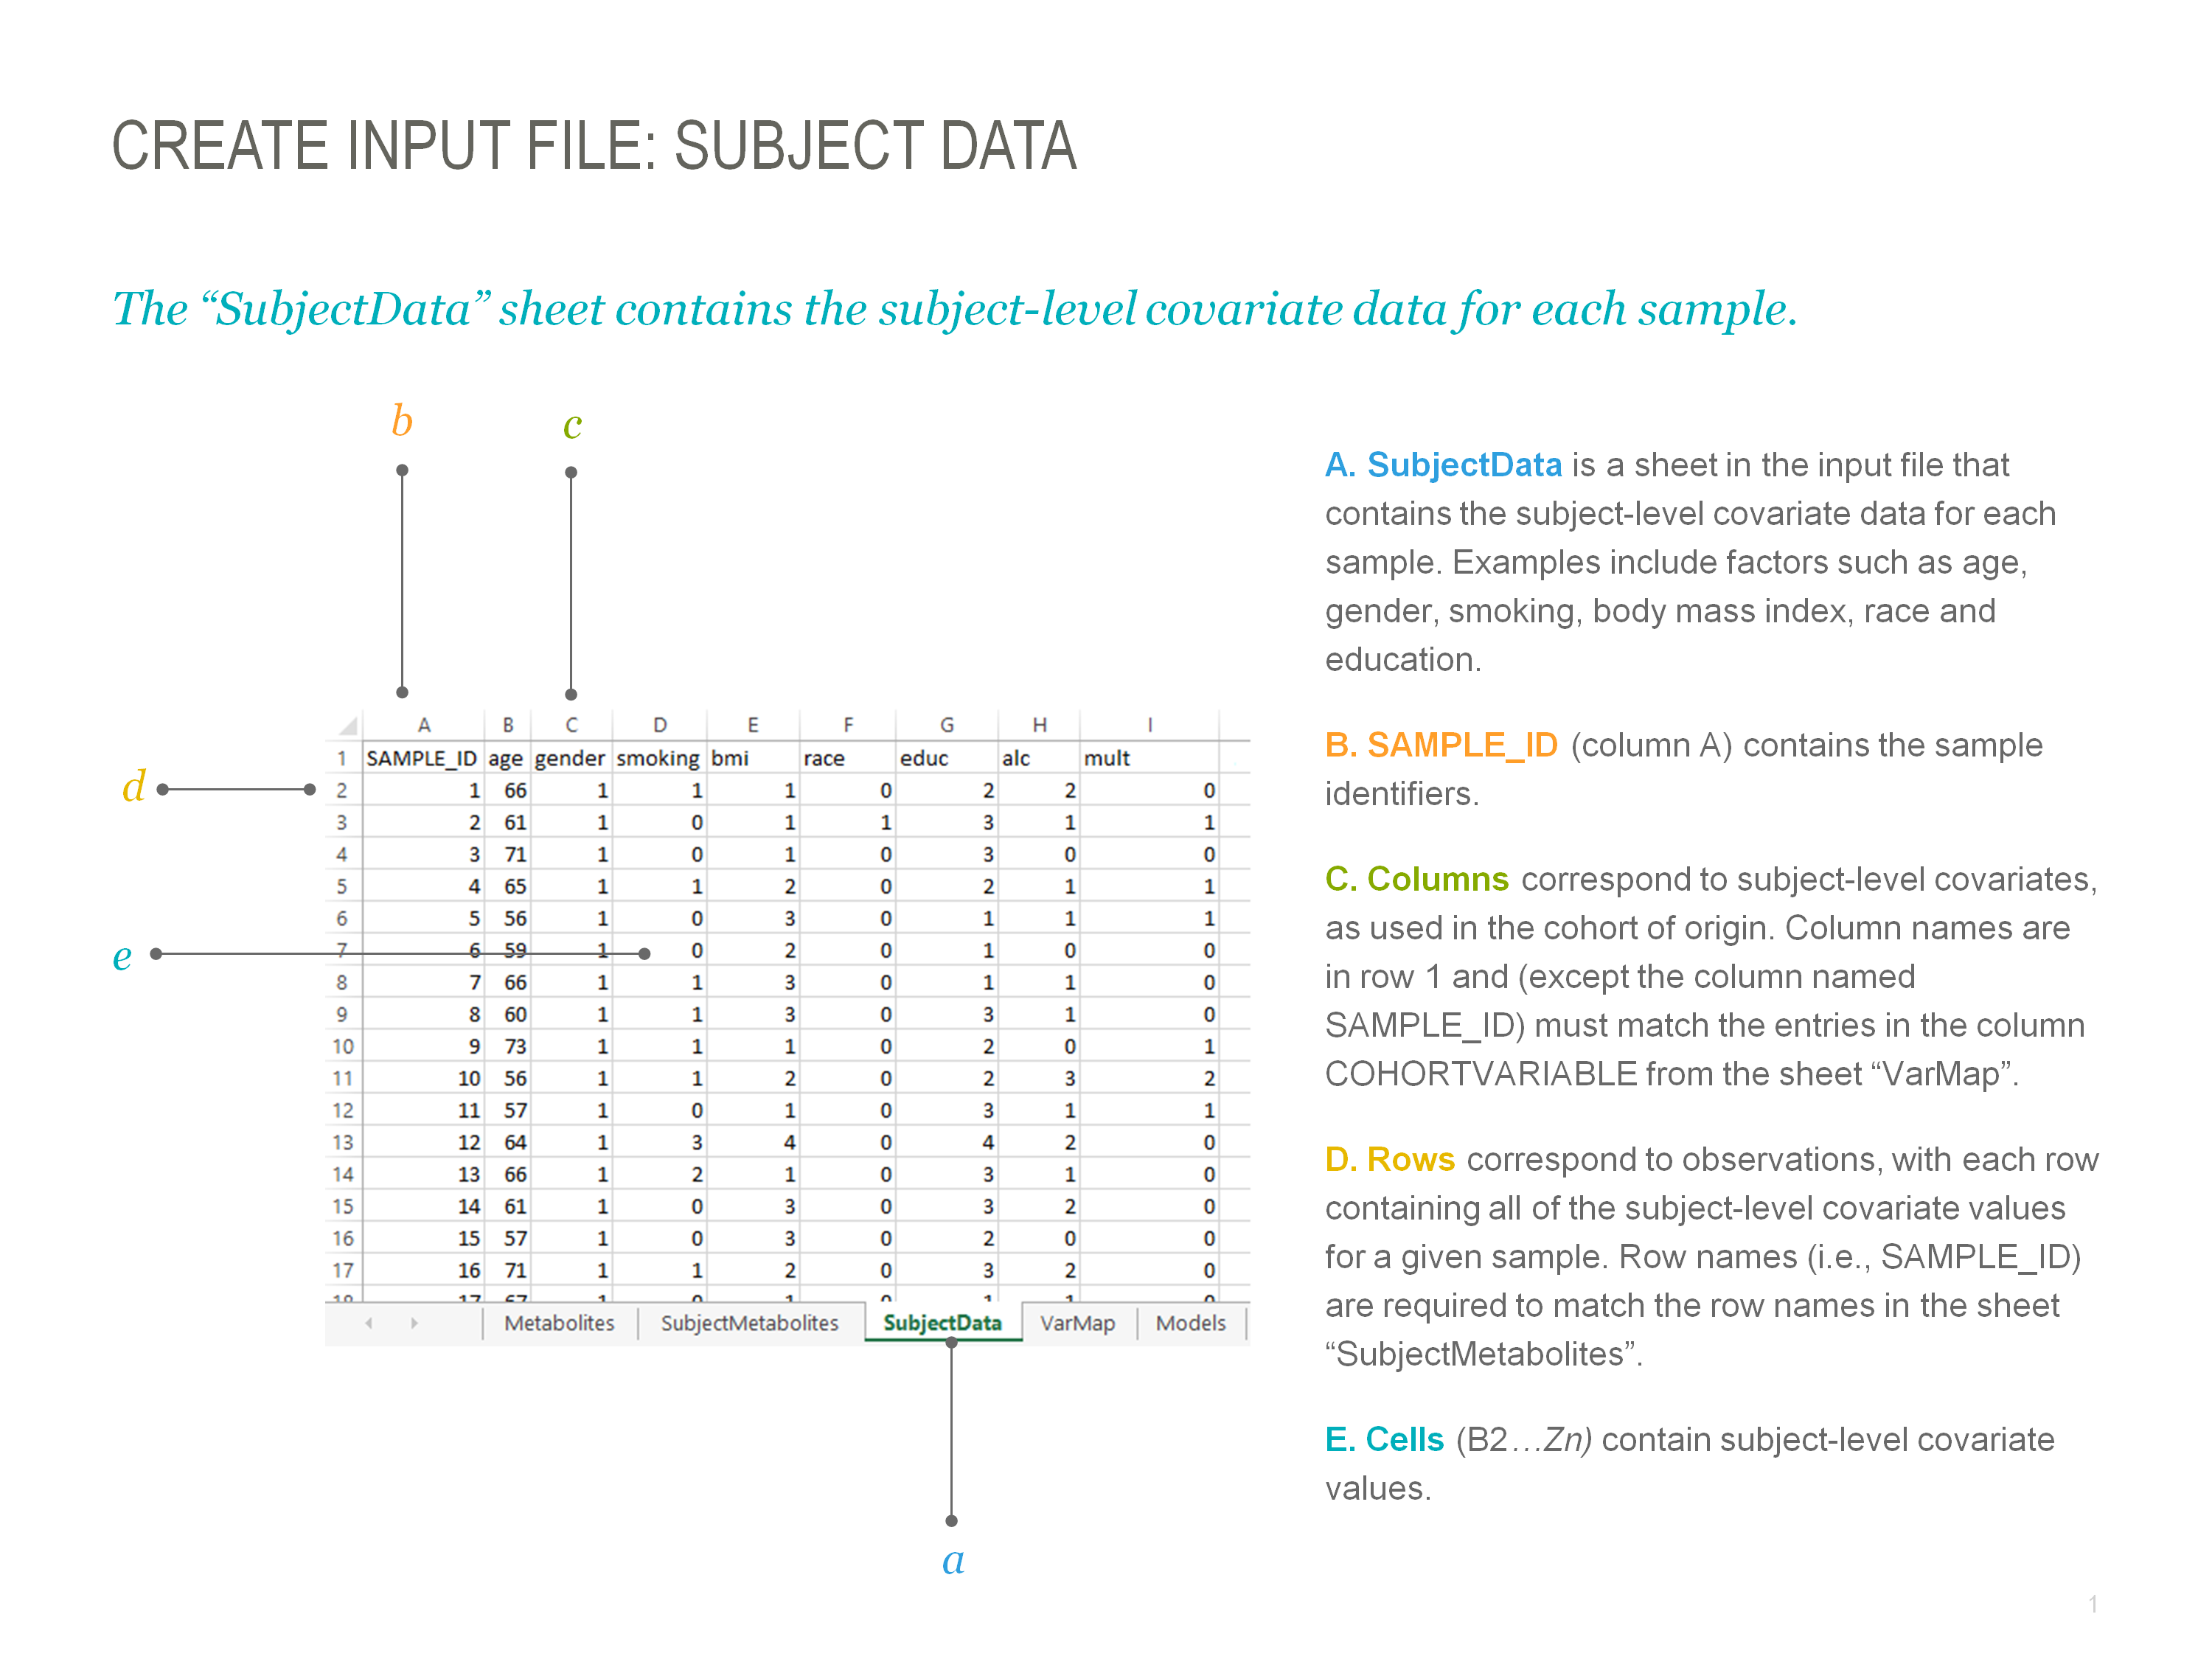 CREATE INPUT FILE: SUBJECT DATA
The “SubjectData” sheet contains the subject-level covariate data for each sample.
b c
A B C D E F G H I
1 SAMPLE_ID age gender smoking bmi race educ alc mult
d
2 1 66 1 1 1 0 2 2 0
3 2 61 1 0 1 1 3 1 1
4 3 71 1 0 1 0 3 0 0
5 4 65 1 1 2 0 2 1 1
6 5 56 1 0 3 0 1 1 1
e
7 6 59 1 0 2 0 1 0 0
8 7 66 1 1 3 0 1 1 0
9 8 60 1 1 3 0 3 1 0
10 9 73 1 1 1 0 2 0 1
11 10 56 1 1 2 0 2 3 2
12 11 57 1 0 1 0 3 1 1
13 12 64 1 3 4 0 4 2 0
14 13 66 1 2 1 0 3 1 0
15 14 61 1 0 3 0 3 2 0
16 15 57 1 0 3 0 2 0 0
17 16 71 1 1 2 0 3 2 0
18 17 67 1 0 1 0 1 1 0
Metabolites SubjectMetabolites SubjectData VarMap Models
a
A. SubjectData is a sheet in the input file that
contains the subject-level covariate data for each
sample. Examples include factors such as age,
gender, smoking, body mass index, race and
education.
B. SAMPLE_ID (column A) contains the sample
identifiers.
C. Columns correspond to subject-level covariates,
as used in the cohort of origin. Column names are
in row 1 and (except the column named
SAMPLE_ID) must match the entries in the column
COHORTVARIABLE from the sheet “VarMap”.
D. Rows correspond to observations, with each row
containing all of the subject-level covariate values
for a given sample. Row names (i.e., SAMPLE_ID)
are required to match the row names in the sheet
“SubjectMetabolites”.
E. Cells (B2…Zn) contain subject-level covariate
values.
1